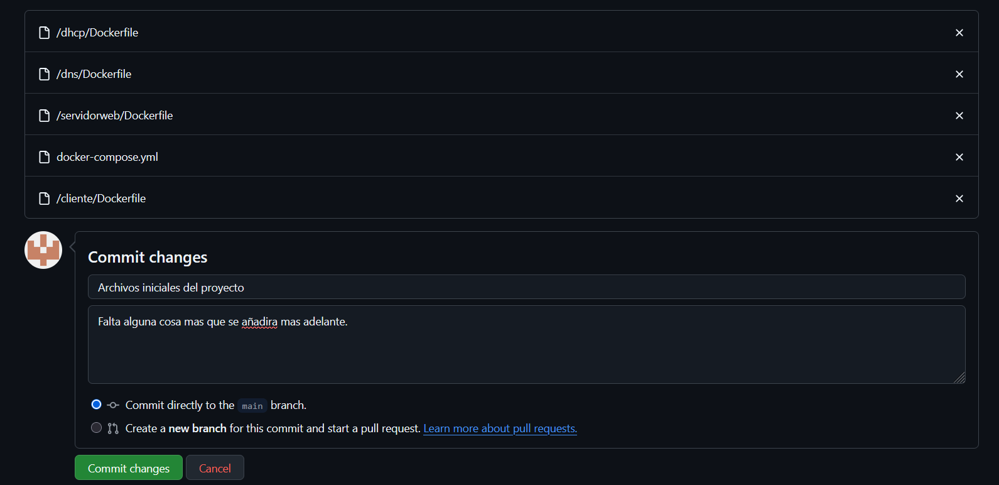 /dhcp/Dockerfile
/dns/Dockerfile
/servidorweb/Dockerfile
docker-compose.yml
/cliente/Dockerfile
Commit changes
Archivos iniciales del proyecto
Falta alguna cosa mas que se añadira mas adelante.
Commit directly to the main branch.
Create a new branch for this commit and start a pull request. Learn more about pull requests.
Commit changes
Cancel